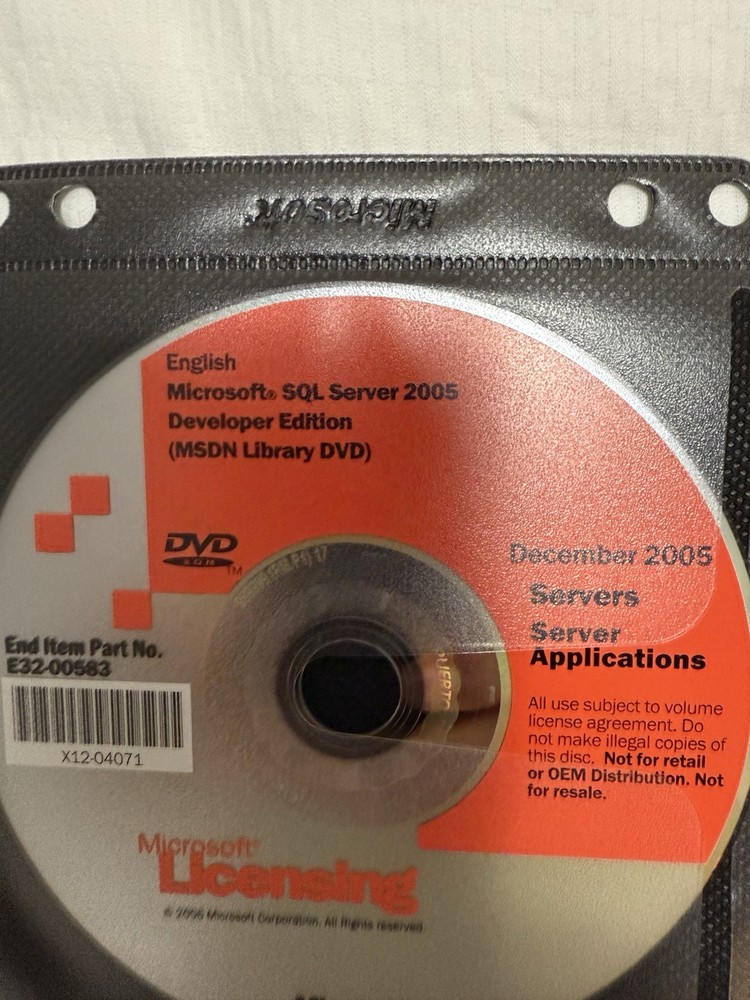 Microsoft
English
Microsoft® SQL Server 2005
Developer Edition
(MSDN Library DVD)
DVD
ROM
TM
December 2005
Servers
Server
Applications
End Item Part No.
E32-00583
X12-04071
All use subject to volume
license agreement. Do
not make illegal copies of
this disc. Not for retail
or OEM Distribution. Not
for resale.
Microsoft®
Licensing
© 2005 Microsoft Corporation. All rights reserved.